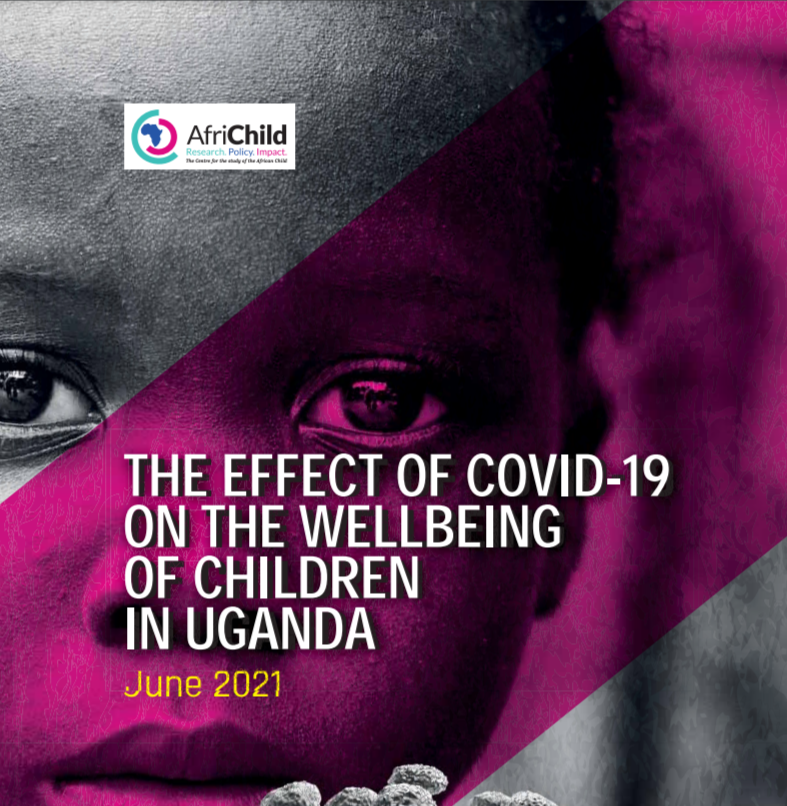 AfriChild
Research. Policy. Impact.
The Centre for the study of the African Child
THE EFFECT OF COVID-19
ON THE WELLBEING
OF CHILDREN
IN UGANDA
June 2021